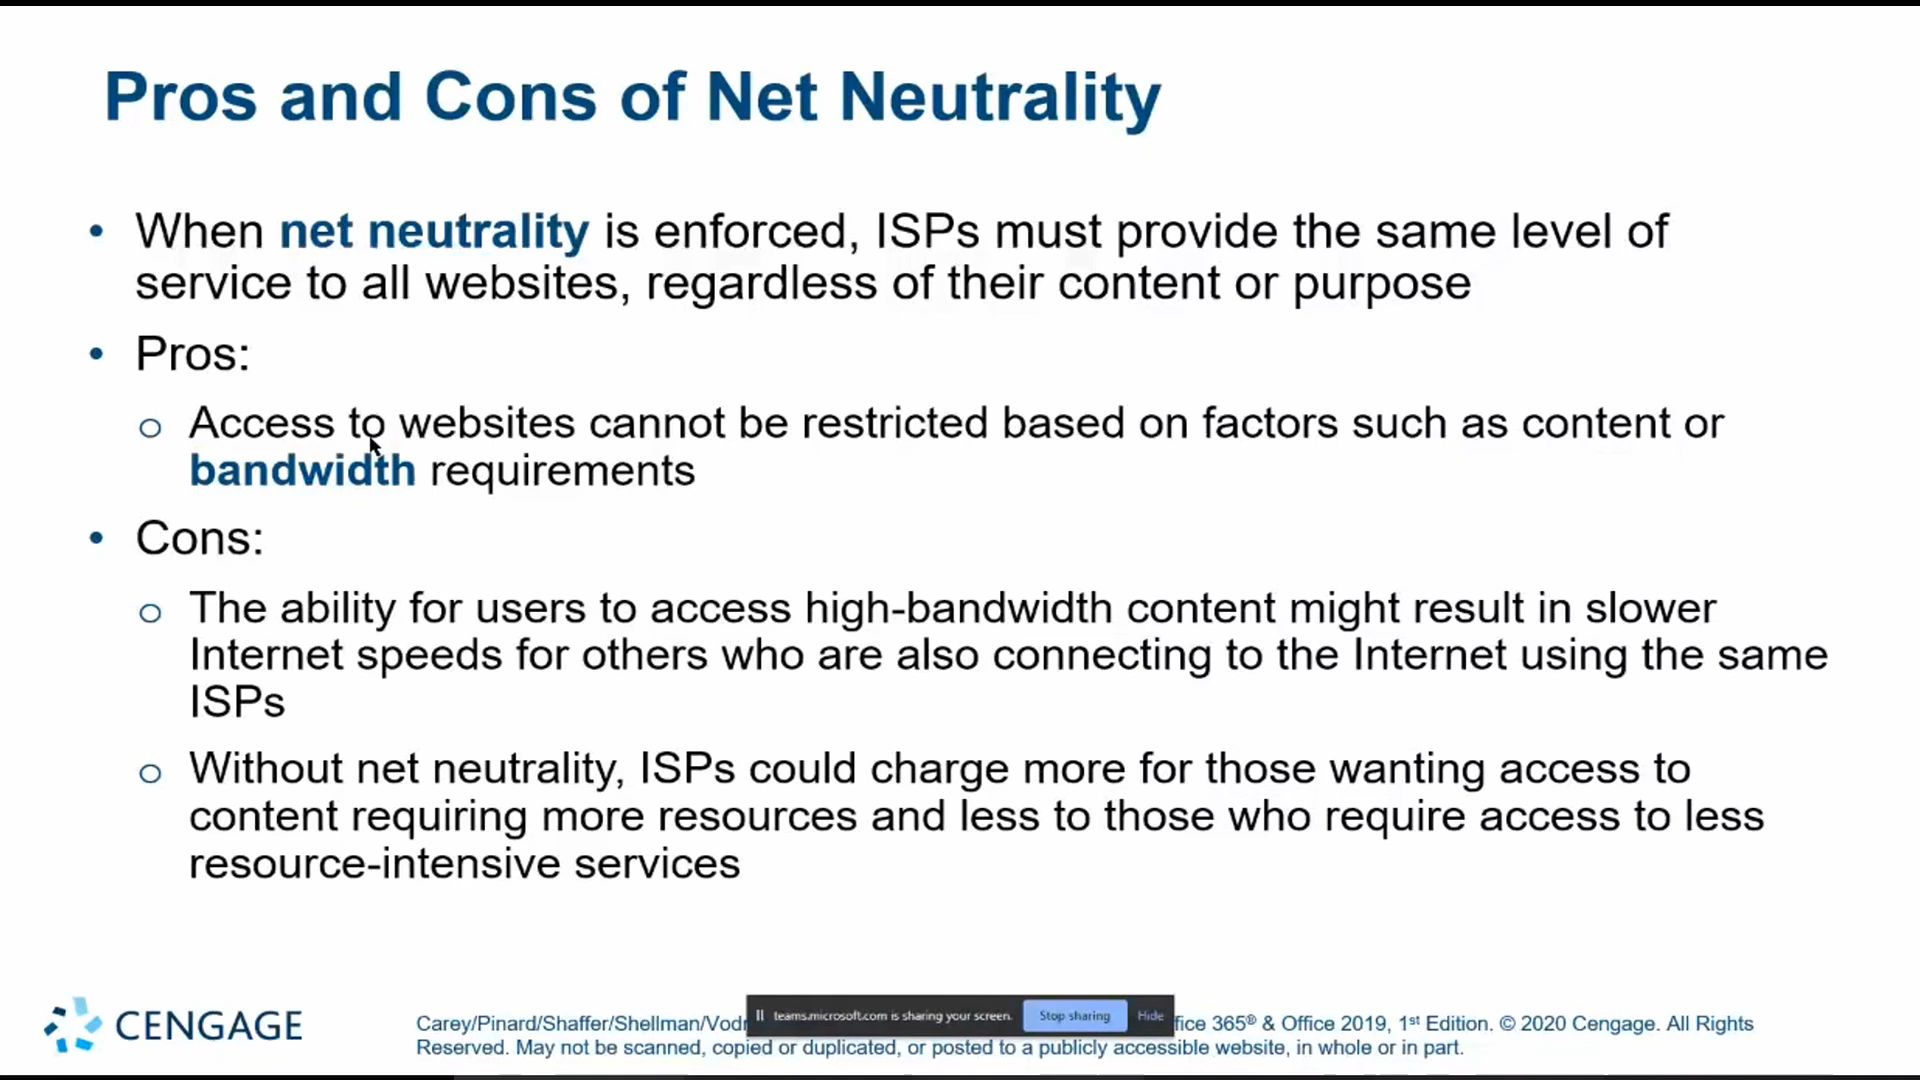 Pros and Cons of Net Neutrality
• When net neutrality is enforced, ISPs must provide the same level of
service to all websites, regardless of their content or purpose
• Pros:
o Access to websites cannot be restricted based on factors such as content or
bandwidth requirements
• Cons:
o The ability for users to access high-bandwidth content might result in slower
Internet speeds for others who are also connecting to the Internet using the same
ISPs
o Without net neutrality, ISPs could charge more for those wanting access to
content requiring more resources and less to those who require access to less
resource-intensive services
CENGAGE
Carey/Pinard/Shaffer/Shellman/Vodn
teams.microsoft.com is sharing your screen. Stop sharing Hide
fice 365® & Office 2019, 1st Edition. © 2020 Cengage. All Rights
Reserved. May not be scanned, copied or duplicated, or posted to a publicly accessible website, in whole or in part.